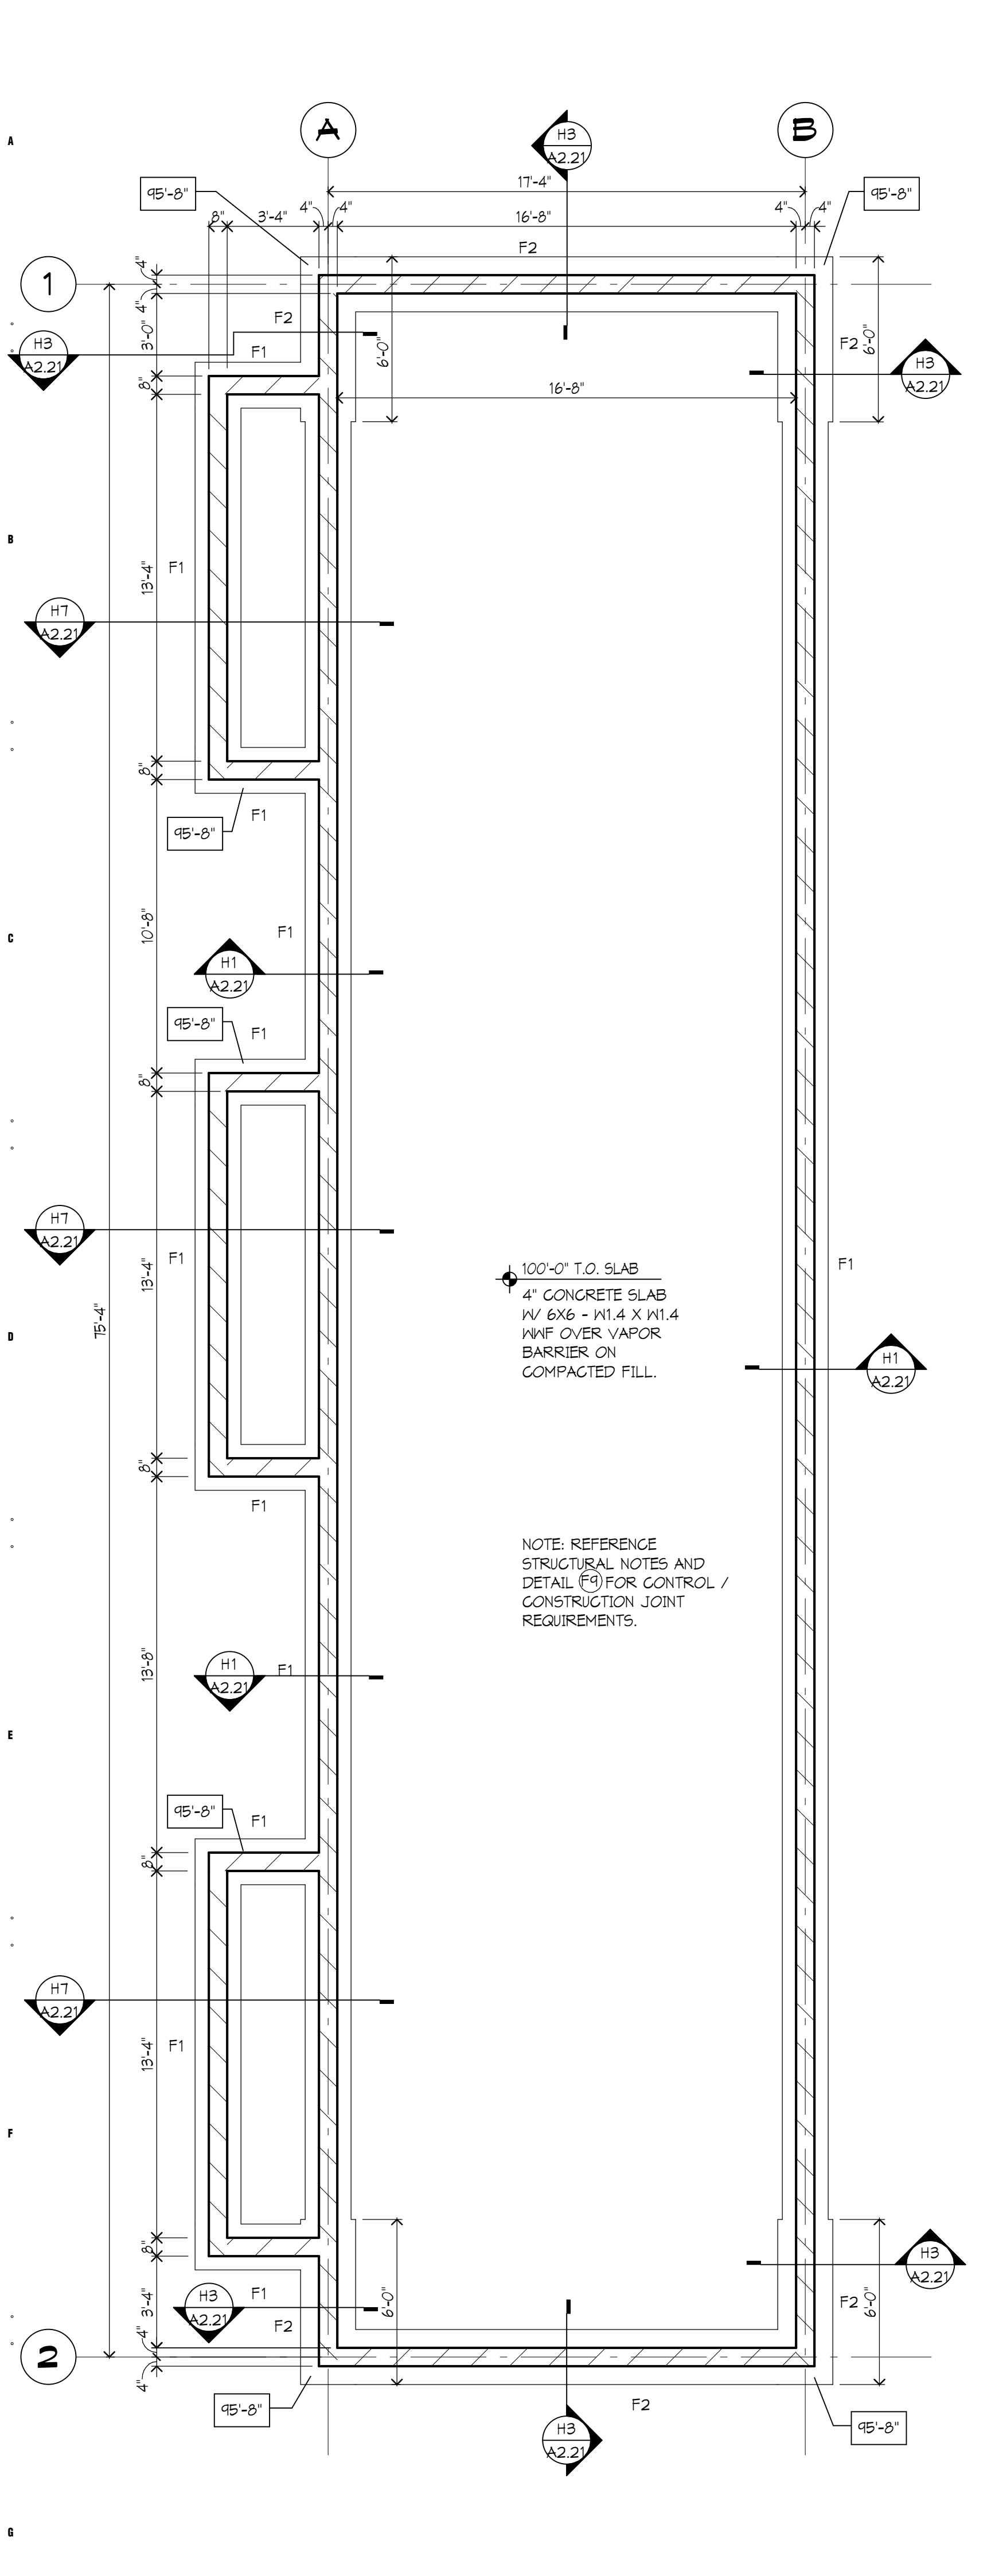 A
A
B
H3
A2.21
17'-4"
95'-8"
95'-8"
8"
3'-4"
4"
4"
16'-8"
4"
4"
F2
4"
1
4"
3'-0"
F2
6'-0"
F2
6'-0"
H3
A2.21
F1
H3
A2.21
8"
16'-8"
B
13'-4"
F1
H7
A2.21
8"
95'-8"
F1
10'-8"
F1
C
H1
A2.21
95'-8"
F1
8"
H7
A2.21
13'-4"
F1
F1
100'-0" T.O. SLAB
4" CONCRETE SLAB
W/ 6X6 - W1.4 X W1.4
WWF OVER VAPOR
BARRIER ON
COMPACTED FILL.
75'-4"
D
H1
A2.21
8"
F1
NOTE: REFERENCE
STRUCTURAL NOTES AND
DETAIL F9 FOR CONTROL /
CONSTRUCTION JOINT
REQUIREMENTS.
13'-8"
H1
A2.21
F1
E
95'-8"
F1
8"
H7
A2.21
13'-4"
F1
F
8"
H3
A2.21
3'-4"
H3
A2.21
F1
F2
6'-0"
F2
6'-0"
4"
2
4"
95'-8"
F2
95'-8"
H3
A2.21
G